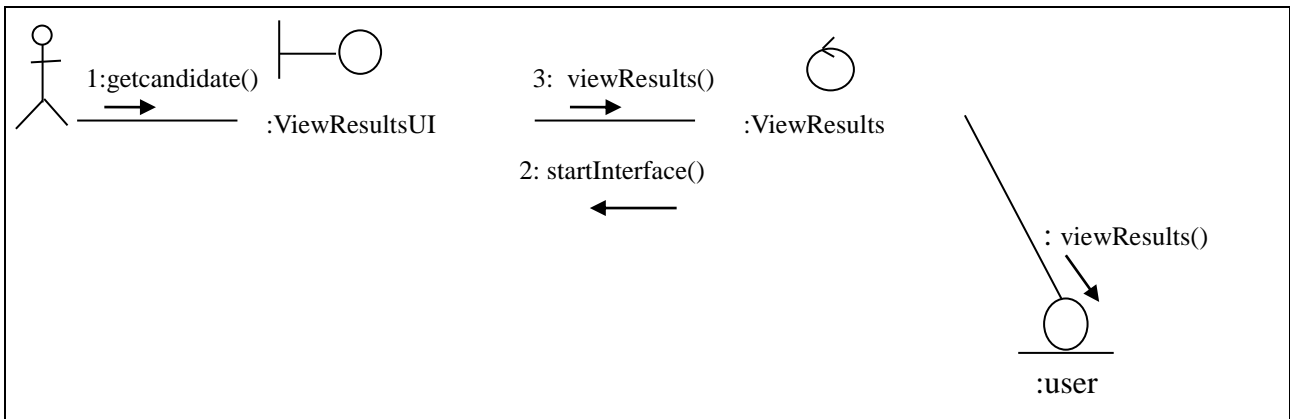 1:getcandidate()
3: viewResults()
:ViewResultsUI
:ViewResults
2: startInterface()
: viewResults()
:user